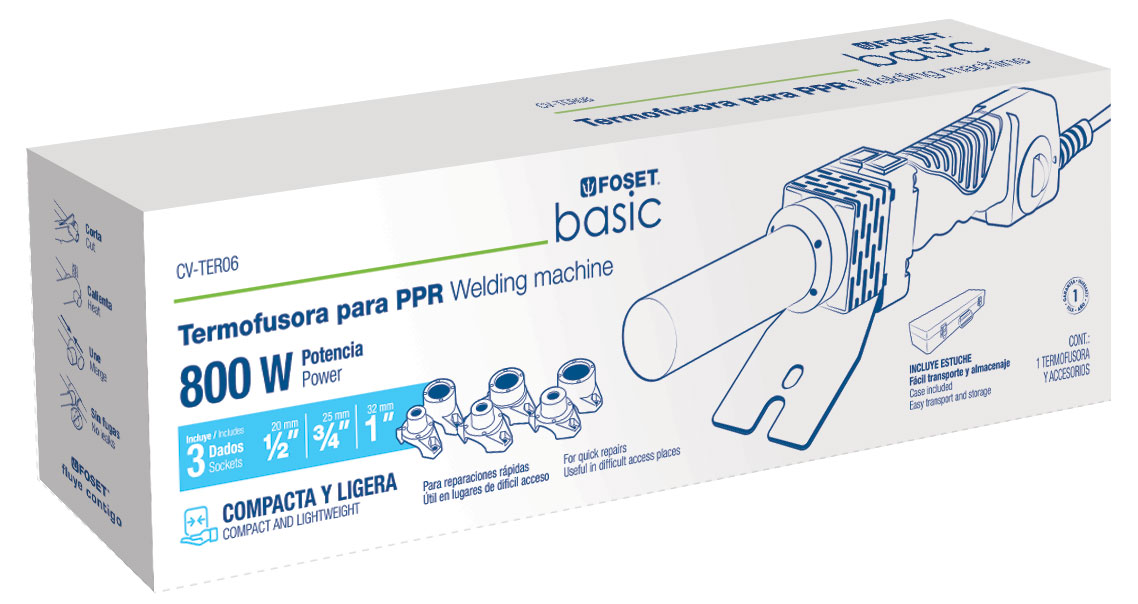 FOSET®
basic
CV-TER06
Termofusora para PPR Welding machine
Corta
Cut
Calienta
Heat
Une
Merge
Sin fugas
No leaks
FOSET®
fluye contigo
FOSET®
basic
CV-TER06
Termofusora para PPR Welding machine
800 W Potencia
Power
Incluye / Includes
3 Dados
Sockets
20 mm
1/2"
25 mm
3/4"
32 mm
1"
COMPACTA Y LIGERA
COMPACT AND LIGHTWEIGHT
Para reparaciones rápidas
Útil en lugares de difícil acceso
For quick repairs
Useful in difficult access places
INCLUYE ESTUCHE
Fácil transporte y almacenaje
Case included
Easy transport and storage
1
CONT.:
1 TERMOFUSORA
Y ACCESORIOS